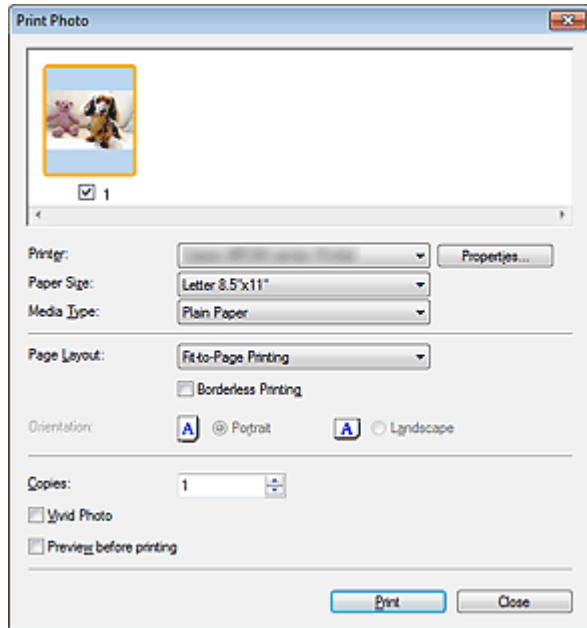 Print Photo
1
Printer:
Properties...
Paper Size: Letter 8.5"x11"
Media Type: Plain Paper
Page Layout: Fit-to-Page Printing
Borderless Printing
Orientation: A Portrait A Landscape
Copies: 1
Vivid Photo
Preview before printing
Print Close